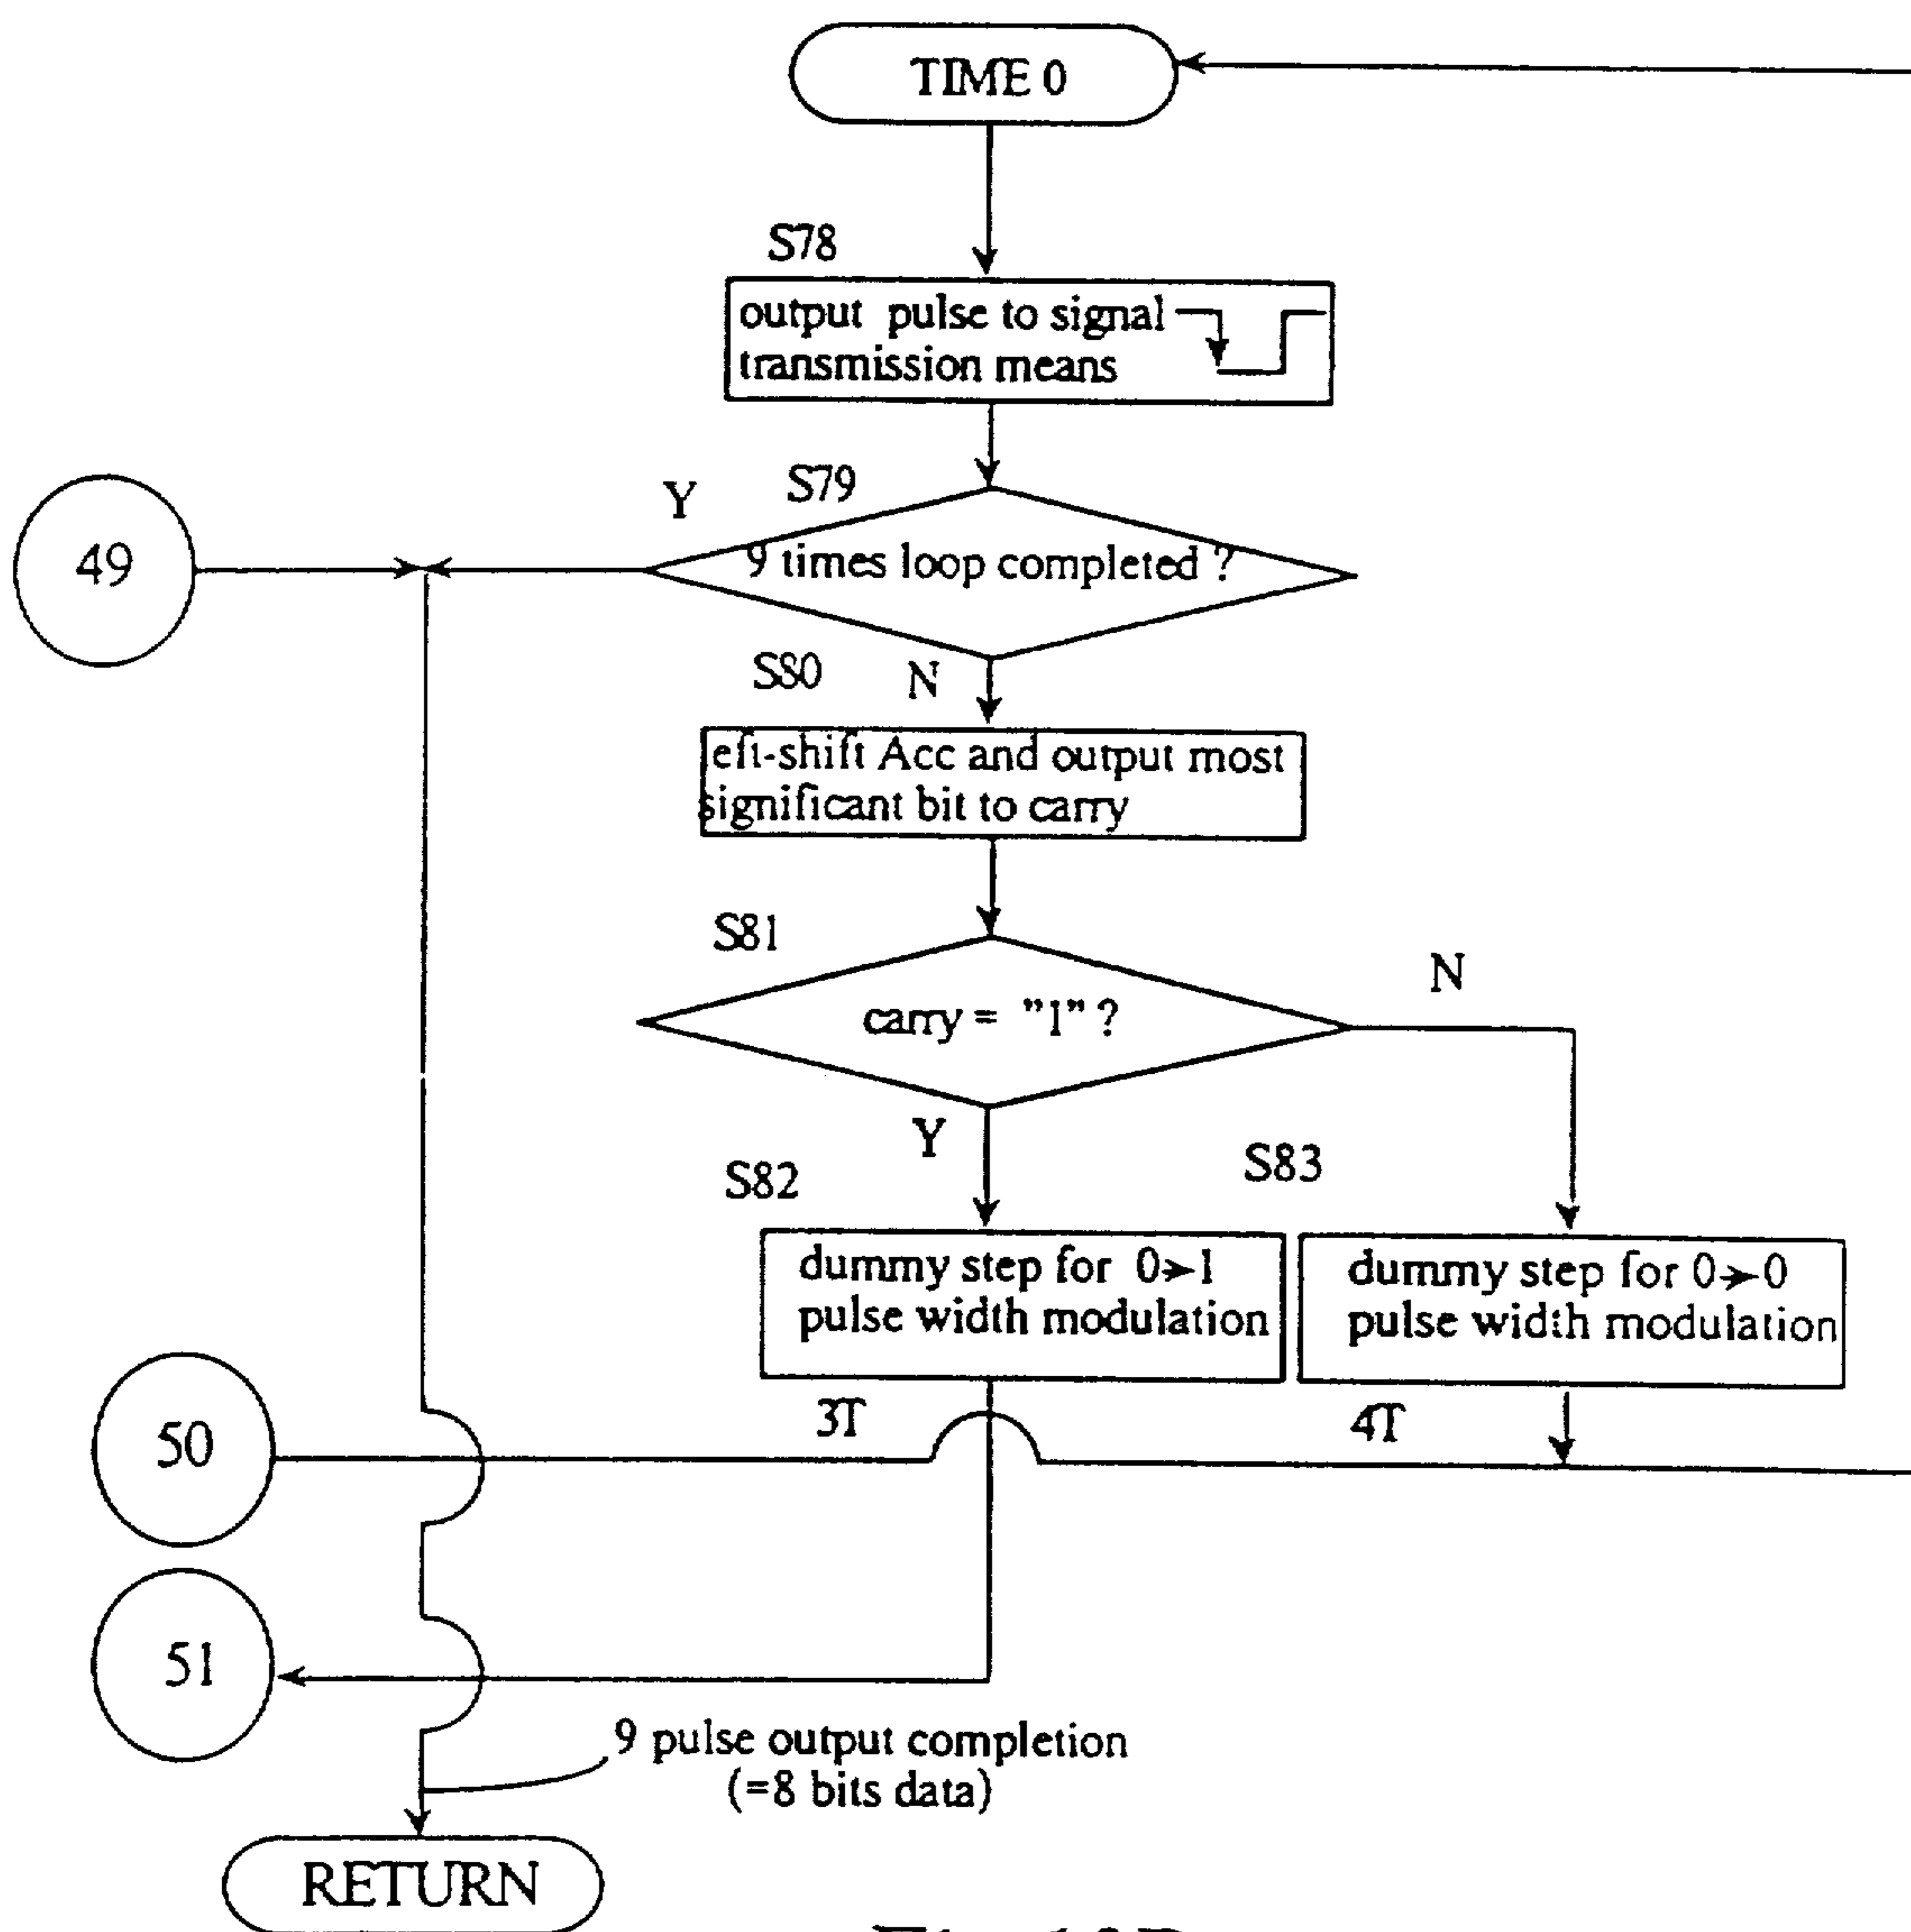 TIME 0
S78
output pulse to signal
transmission means
S79
Y
49
9 times loop completed ?
S80
N
eft-shift Acc and output most
significant bit to carry
S81
N
carry = "1" ?
Y
S82
S83
dummy step for 0➤1
pulse width modulation
dummy step for 0➤0
pulse width modulation
3T
4T
50
51
9 pulse output completion
(=8 bits data)
RETURN